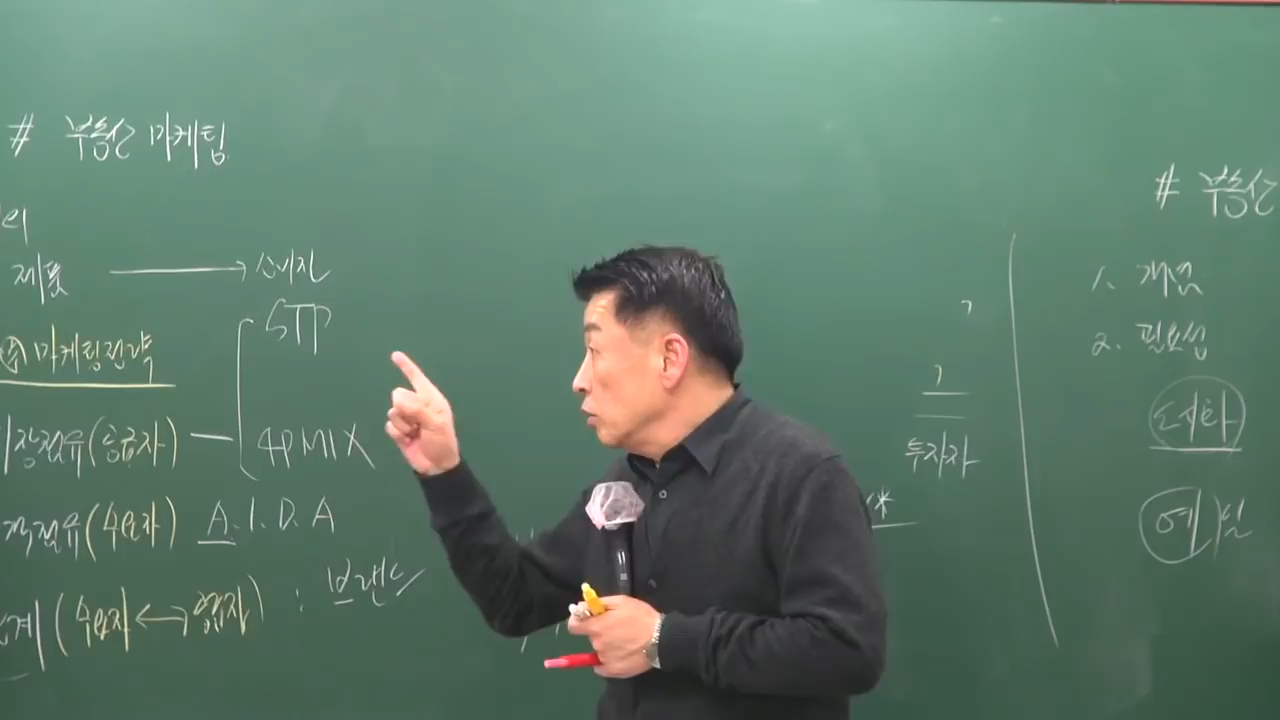 # 부동산 마케팅
제품 → 소비자
마케팅전략
STP
시장점유(공급자) — 4P MIX
객점유(수요자) A.I.D.A
관계(수요자↔공급자) : 브랜드
투자자
*
# 부동산
1. 개념
2. 필요성
도시화
예